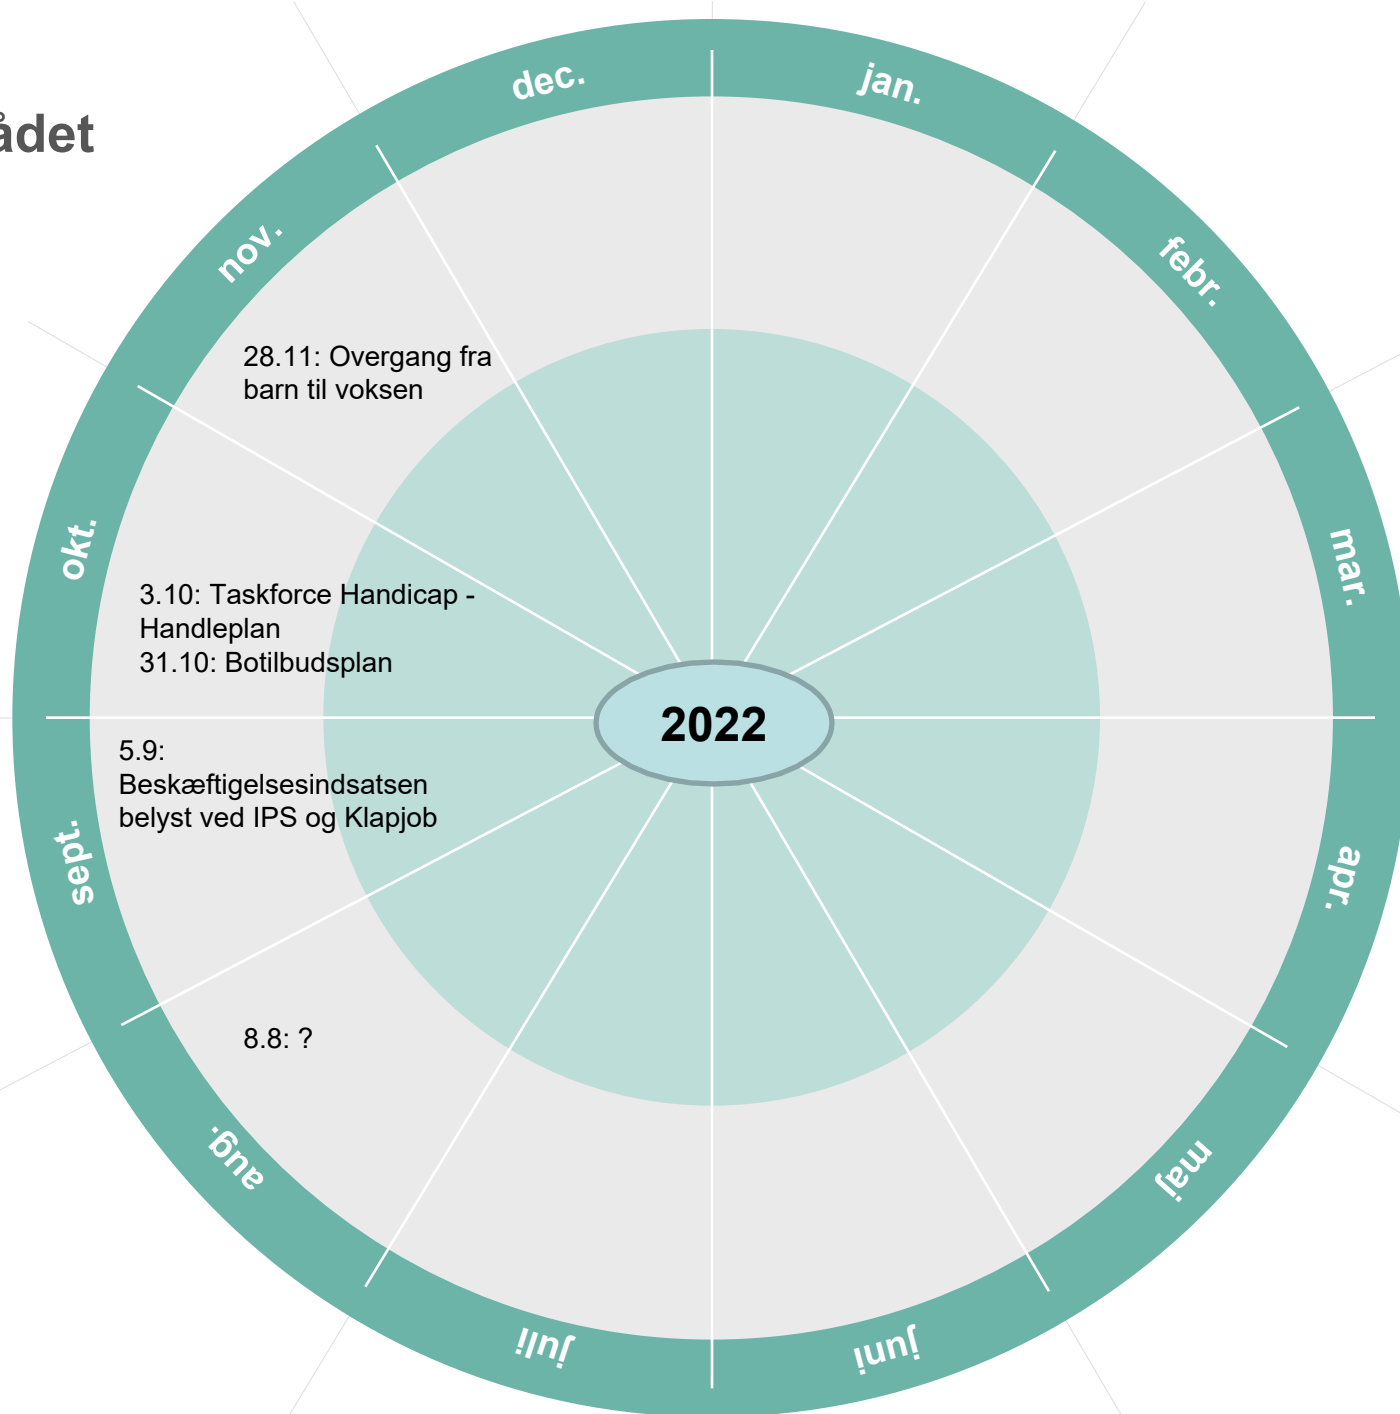 ådet
dec.
jan.
nov.
febr.
28.11: Overgang fra
barn til voksen
okt.
mar.
3.10: Taskforce Handicap -
Handleplan
31.10: Botilbudsplan
2022
5.9:
Beskæftigelsesindsatsen
belyst ved IPS og Klapjob
sept.
apr.
8.8: ?
aug.
maj
juli
juni